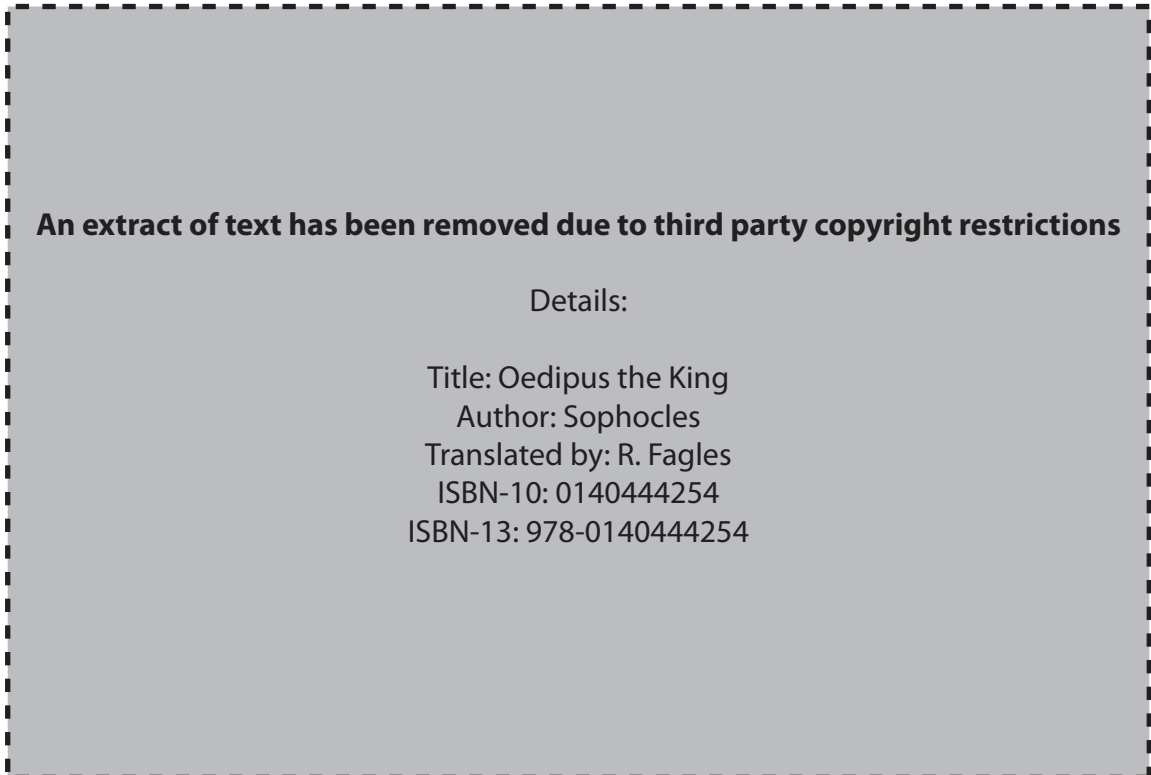 An extract of text has been removed due to third party copyright restrictions
Details:
Title: Oedipus the King
Author: Sophocles
Translated by: R. Fagles
ISBN-10: 0140444254
ISBN-13: 978-0140444254